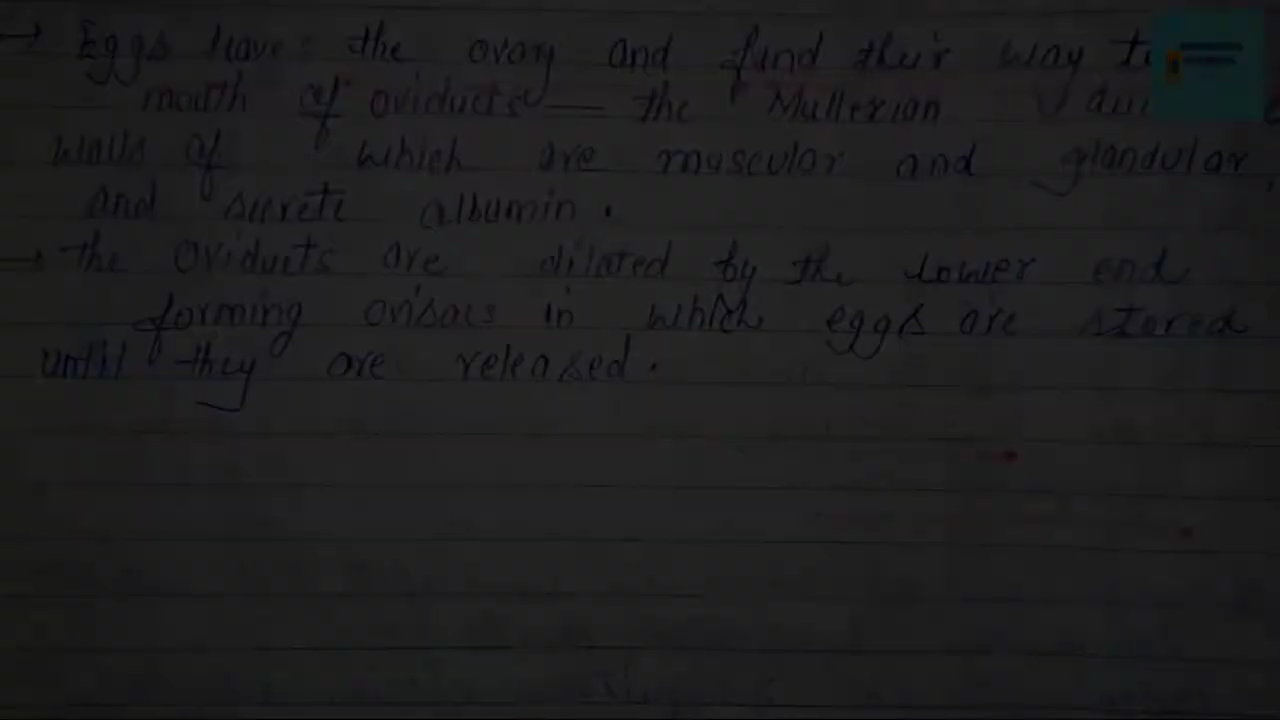 → Eggs leave the ovary and find their way
mouth of oviducts — the Mullerian
walls of which are muscular and glandular,
and secrete albumin.
→ the oviducts are dilated by the lower end
forming ovisacs in which eggs are stored
until they are released.